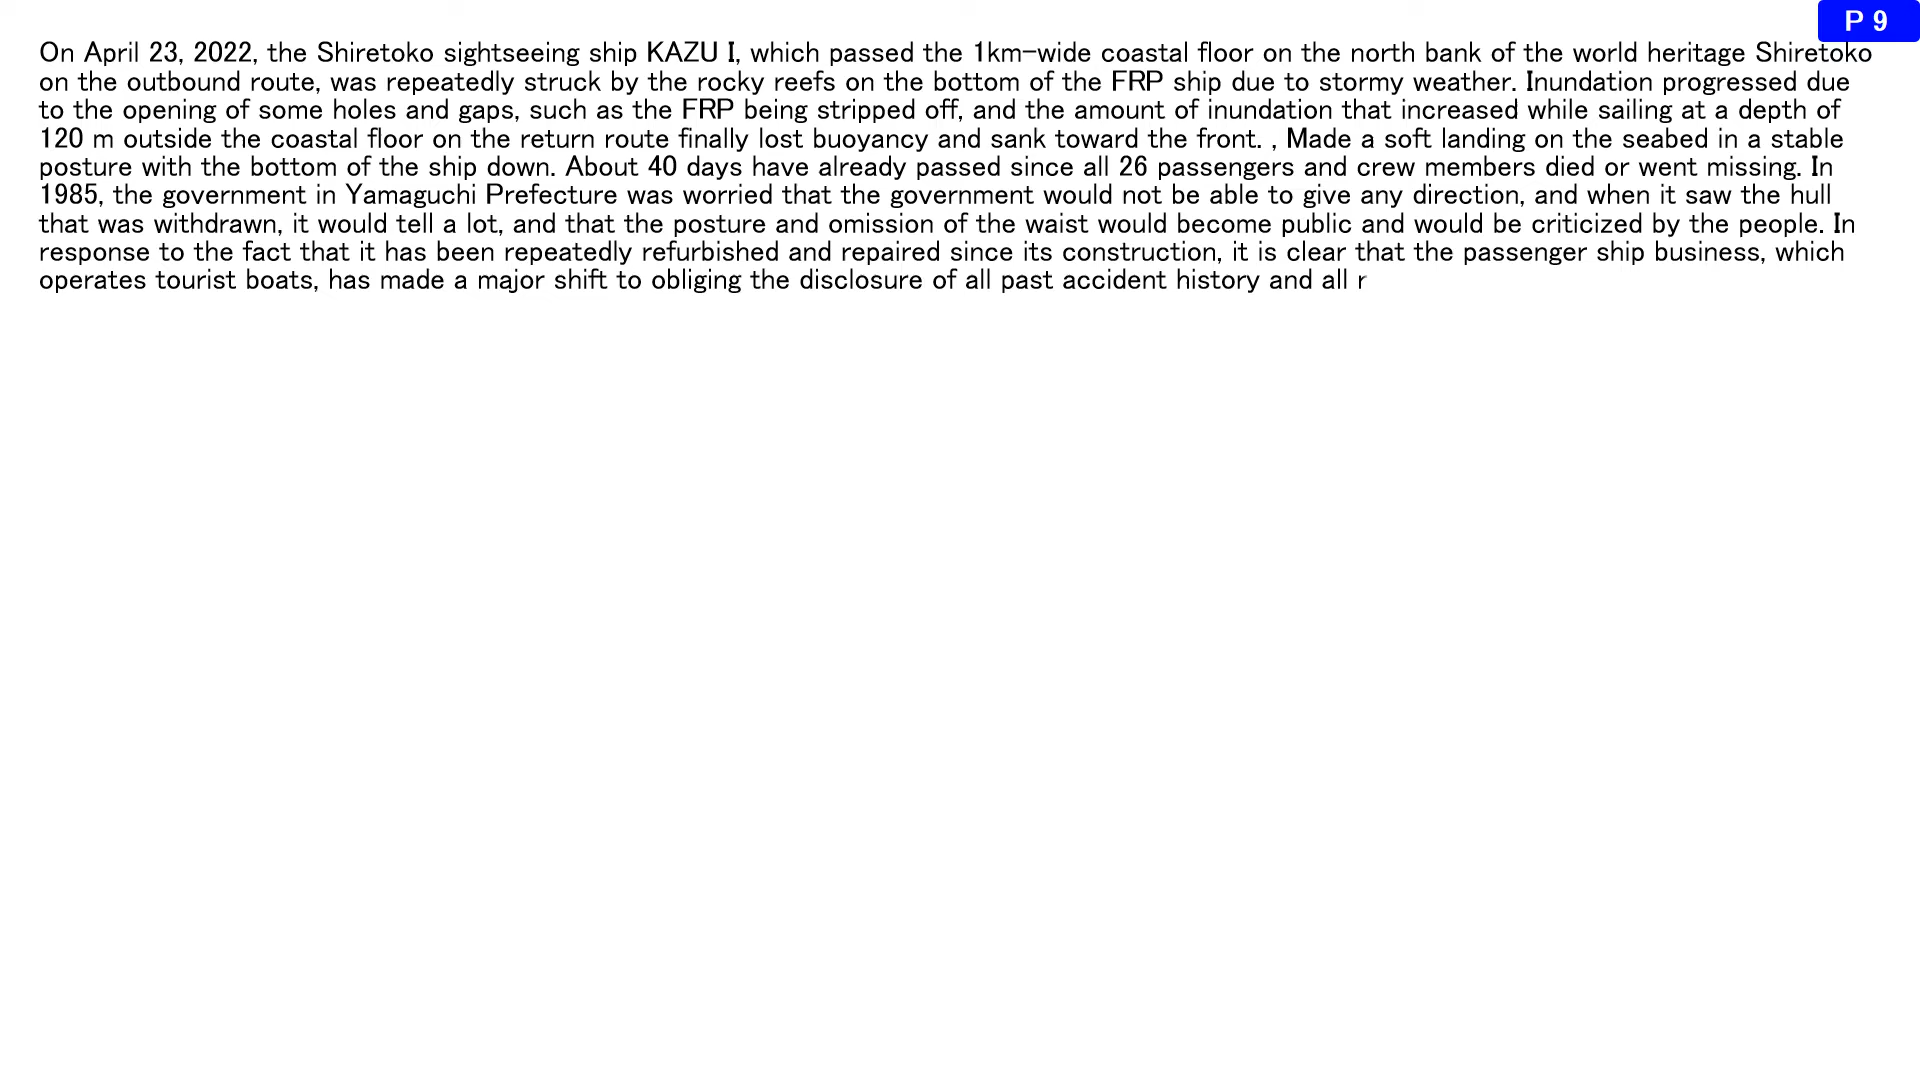 P 9
On April 23, 2022, the Shiretoko sightseeing ship KAZU I, which passed the 1km-wide coastal floor on the north bank of the world heritage Shiretoko
on the outbound route, was repeatedly struck by the rocky reefs on the bottom of the FRP ship due to stormy weather. Inundation progressed due
to the opening of some holes and gaps, such as the FRP being stripped off, and the amount of inundation that increased while sailing at a depth of
120 m outside the coastal floor on the return route finally lost buoyancy and sank toward the front. , Made a soft landing on the seabed in a stable
posture with the bottom of the ship down. About 40 days have already passed since all 26 passengers and crew members died or went missing. In
1985, the government in Yamaguchi Prefecture was worried that the government would not be able to give any direction, and when it saw the hull
that was withdrawn, it would tell a lot, and that the posture and omission of the waist would become public and would be criticized by the people. In
response to the fact that it has been repeatedly refurbished and repaired since its construction, it is clear that the passenger ship business, which
operates tourist boats, has made a major shift to obliging the disclosure of all past accident history and all r